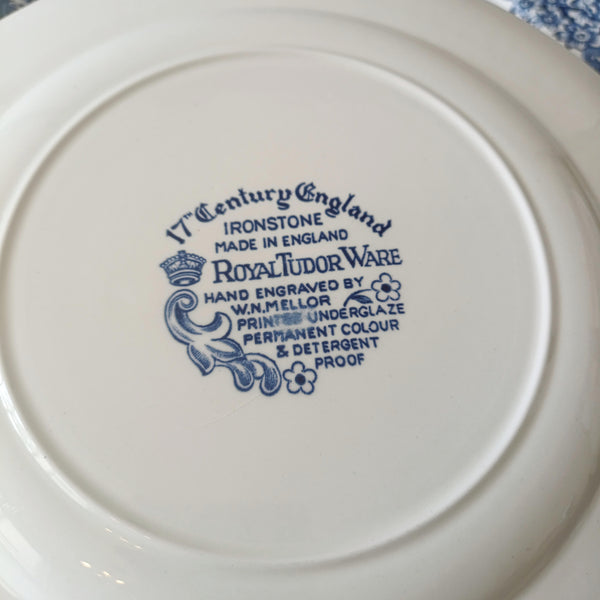 17TH Century England
IRONSTONE
MADE IN ENGLAND
ROYAL TUDOR WARE
HAND ENGRAVED BY
W.N.MELLOR
PRINTED UNDERGLAZE
PERMANENT COLOUR
& DETERGENT
PROOF